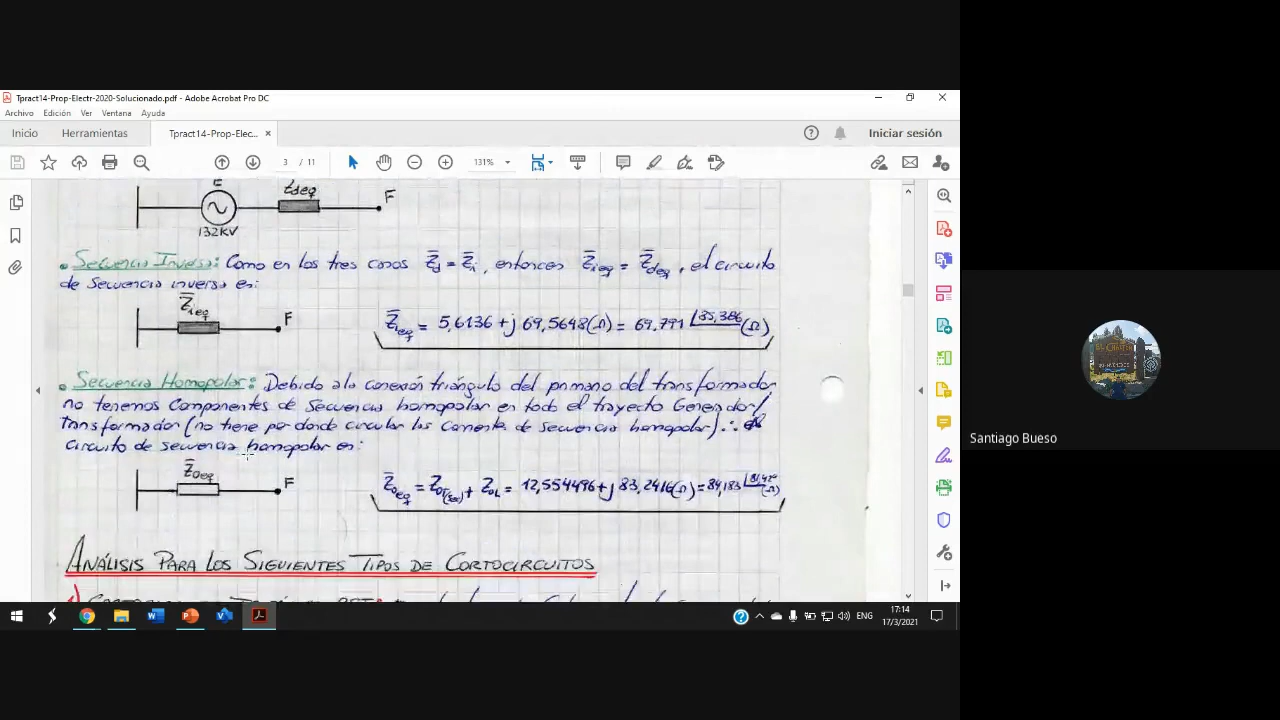 Tpract14-Prop-Electr-2020-Solucionado.pdf - Adobe Acrobat Pro DC
Archivo Edición Ver Ventana Ayuda
Inicio Herramientas Tpract14-Prop-Elec... × Iniciar sesión
3 / 11 131%
E
F
132KV
• Secuencia Inversa: Como en los tres casos Z̄d = Z̄i, entonces Z̄ieq = Z̄deq, el circuito
de secuencia inversa es:
Z̄ieq
F
Z̄ieq = 5,6136 + j 69,5648 (Ω) = 69,791 ∠85,386 (Ω)
• Secuencia Homopolar: Debido a la conexión triángulo del primario del transformador,
no tenemos componentes de secuencia homopolar en todo el trayecto Generador/
Transformador (no tiene por donde circular las corriente de secuencia homopolar) ∴ el
circuito de secuencia homopolar es:
Z̄0eq
F
Z̄0eq = Z̄0T(sec) + Z̄0L = 12,554496 + j 83,2416 (Ω) = 84,183 (Ω)
ANÁLISIS PARA LOS SIGUIENTES TIPOS DE CORTOCIRCUITOS
Santiago Bueso
ENG
17:14
17/3/2021